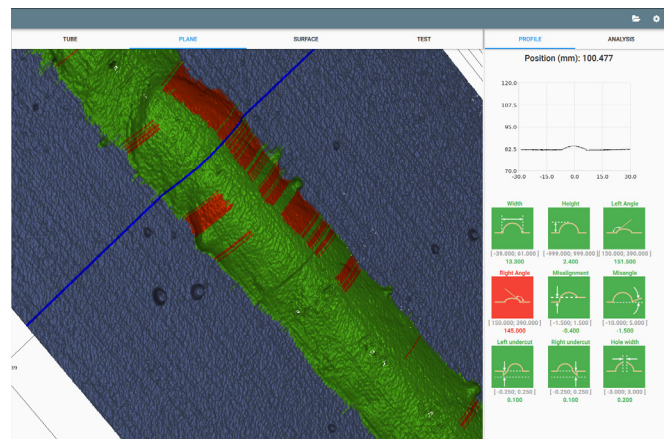 TUBE PLANE SURFACE TEST PROFILE ANALYSIS
Position (mm): 100.477
120.0
107.5
95.0
82.5
70.0
-30.0 -15.0 0.0 15.0 30.0
Width Height Left Angle
[ -39.000; 61.000 ] [ -999.000; 999.000 ] [ 150.000; 390.000 ]
13.300 2.400 151.500
Right Angle Misalignment Misangle
[ 150.000; 390.000 ] [ -1.500; 1.500 ] [ -10.000; 5.000 ]
145.000 -0.400 -1.500
Left undercut Right undercut Hole width
[ -0.250; 0.250 ] [ -0.250; 0.250 ] [ -3.000; 3.000 ]
0.100 0.100 0.200